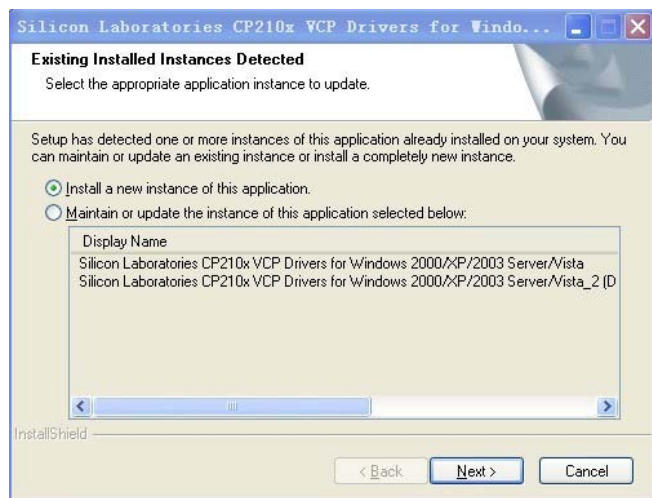 Silicon Laboratories CP210x VCP Drivers for Windo...
Existing Installed Instances Detected
Select the appropriate application instance to update.
Setup has detected one or more instances of this application already installed on your system. You
can maintain or update an existing instance or install a completely new instance.
Install a new instance of this application.
Maintain or update the instance of this application selected below:
Display Name
Silicon Laboratories CP210x VCP Drivers for Windows 2000/XP/2003 Server/Vista
Silicon Laboratories CP210x VCP Drivers for Windows 2000/XP/2003 Server/Vista_2 (D
InstallShield
< Back Next > Cancel